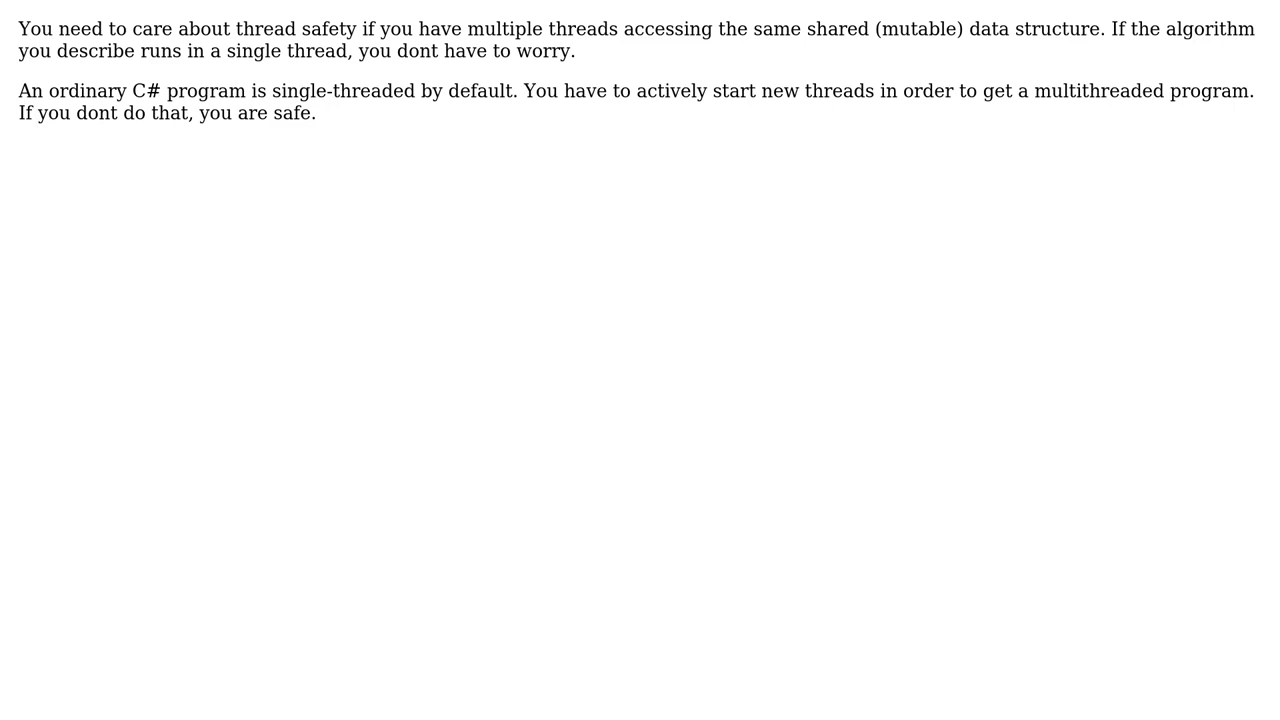 You need to care about thread safety if you have multiple threads accessing the same shared (mutable) data structure. If the algorithm
you describe runs in a single thread, you dont have to worry.
An ordinary C# program is single-threaded by default. You have to actively start new threads in order to get a multithreaded program.
If you dont do that, you are safe.